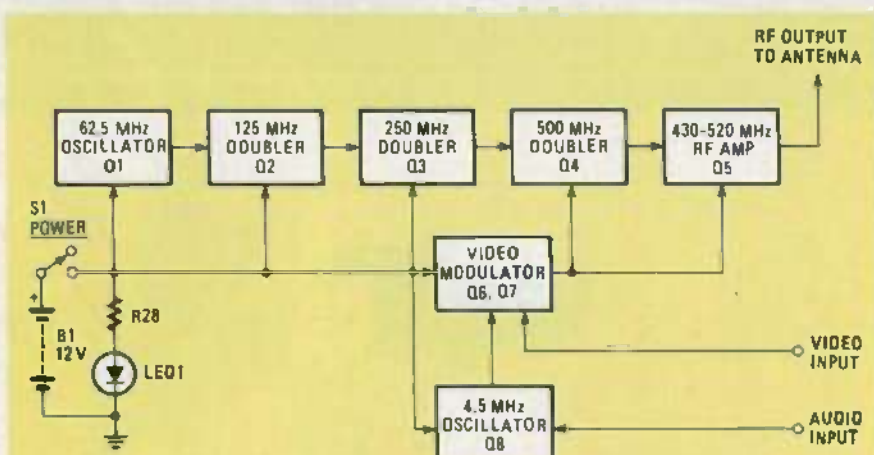 RF OUTPUT
TO ANTENNA
62.5 MHz
OSCILLATOR
Q1
125 MHz
DOUBLER
Q2
250 MHz
DOUBLER
Q3
500 MHz
DOUBLER
Q4
430-520 MHz
RF AMP
Q5
S1
POWER
VIDEO
MODULATOR
Q6, Q7
+
R28
B1
12V
LED1
VIDEO
INPUT
4.5 MHz
OSCILLATOR
Q8
AUDIO
INPUT